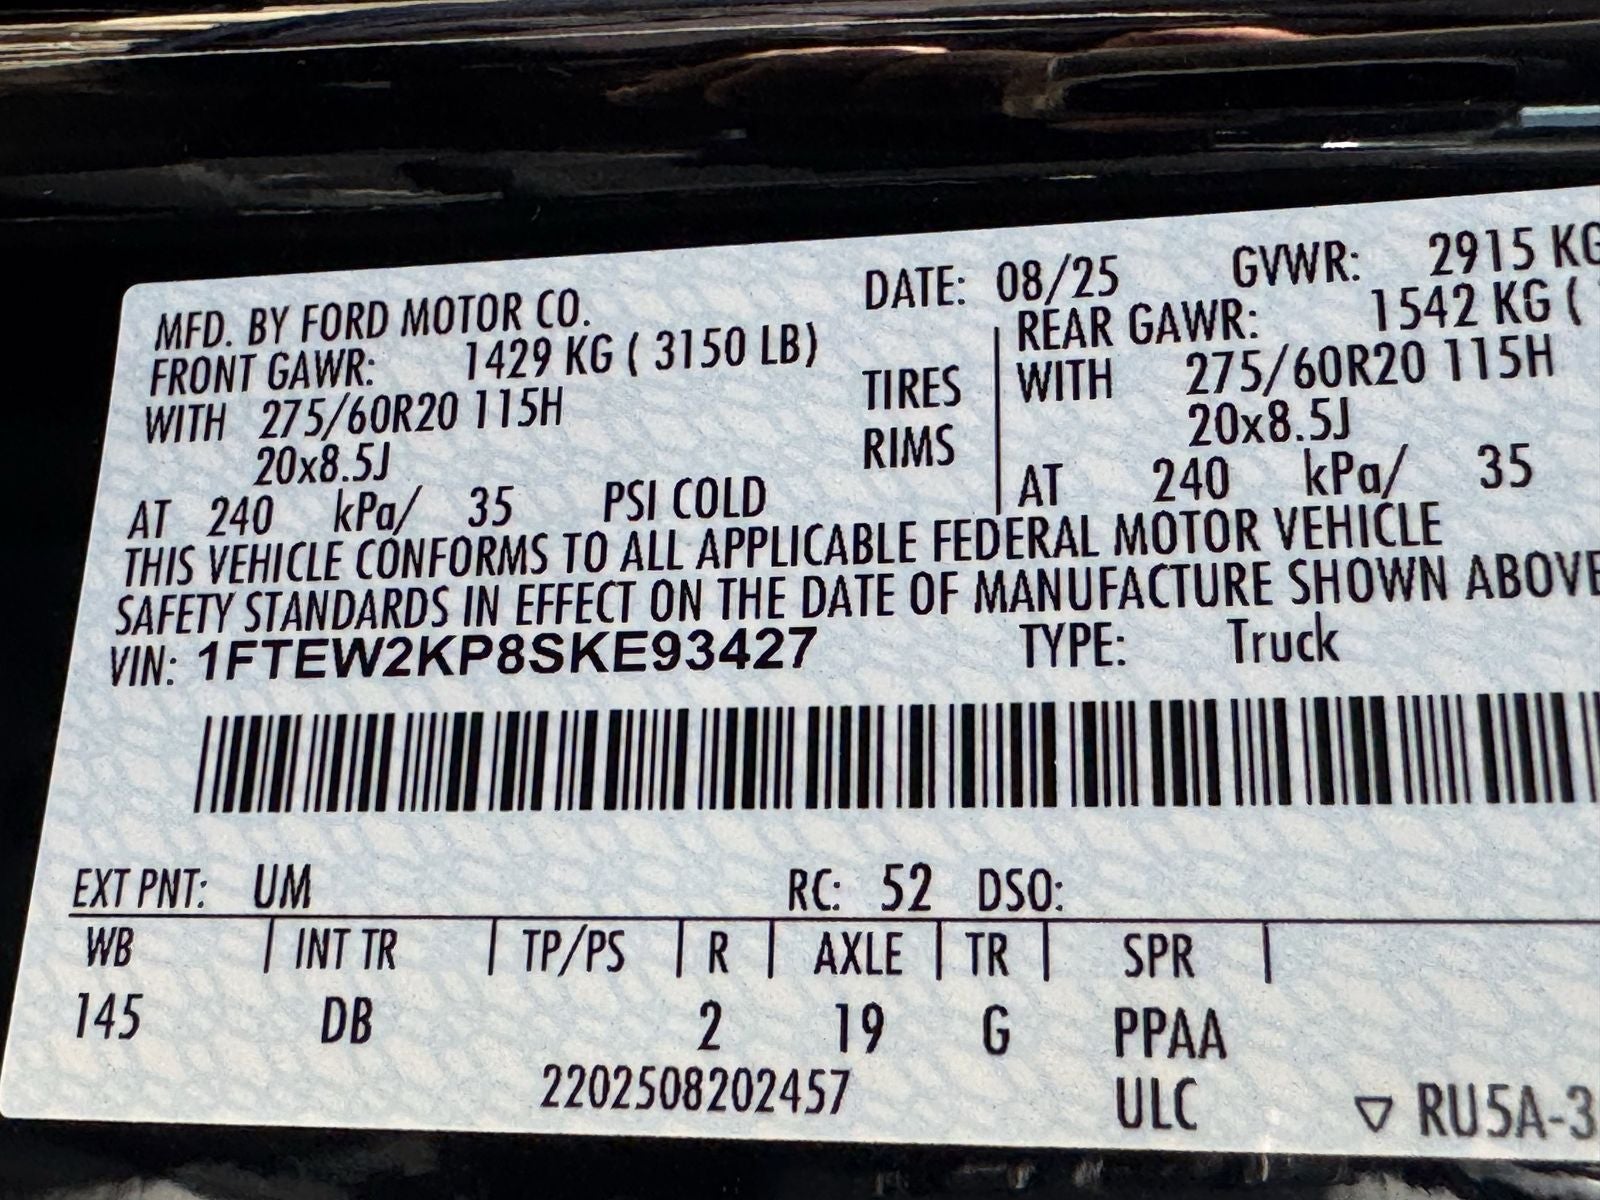 MFD. BY FORD MOTOR CO. DATE: 08/25 GVWR: 2915 KG
FRONT GAWR: 1429 KG ( 3150 LB) REAR GAWR: 1542 KG (
WITH 275/60R20 115H TIRES WITH 275/60R20 115H
20x8.5J RIMS 20x8.5J
AT 240 kPa/ 35 PSI COLD AT 240 kPa/ 35
THIS VEHICLE CONFORMS TO ALL APPLICABLE FEDERAL MOTOR VEHICLE
SAFETY STANDARDS IN EFFECT ON THE DATE OF MANUFACTURE SHOWN ABOVE
VIN: 1FTEW2KP8SKE93427 TYPE: Truck
EXT PNT: UM RC: 52 DSO:
WB | INT TR | TP/PS | R | AXLE | TR | SPR |
145 DB 2 19 G PPAA
2202508202457 ULC ▽ RU5A-3